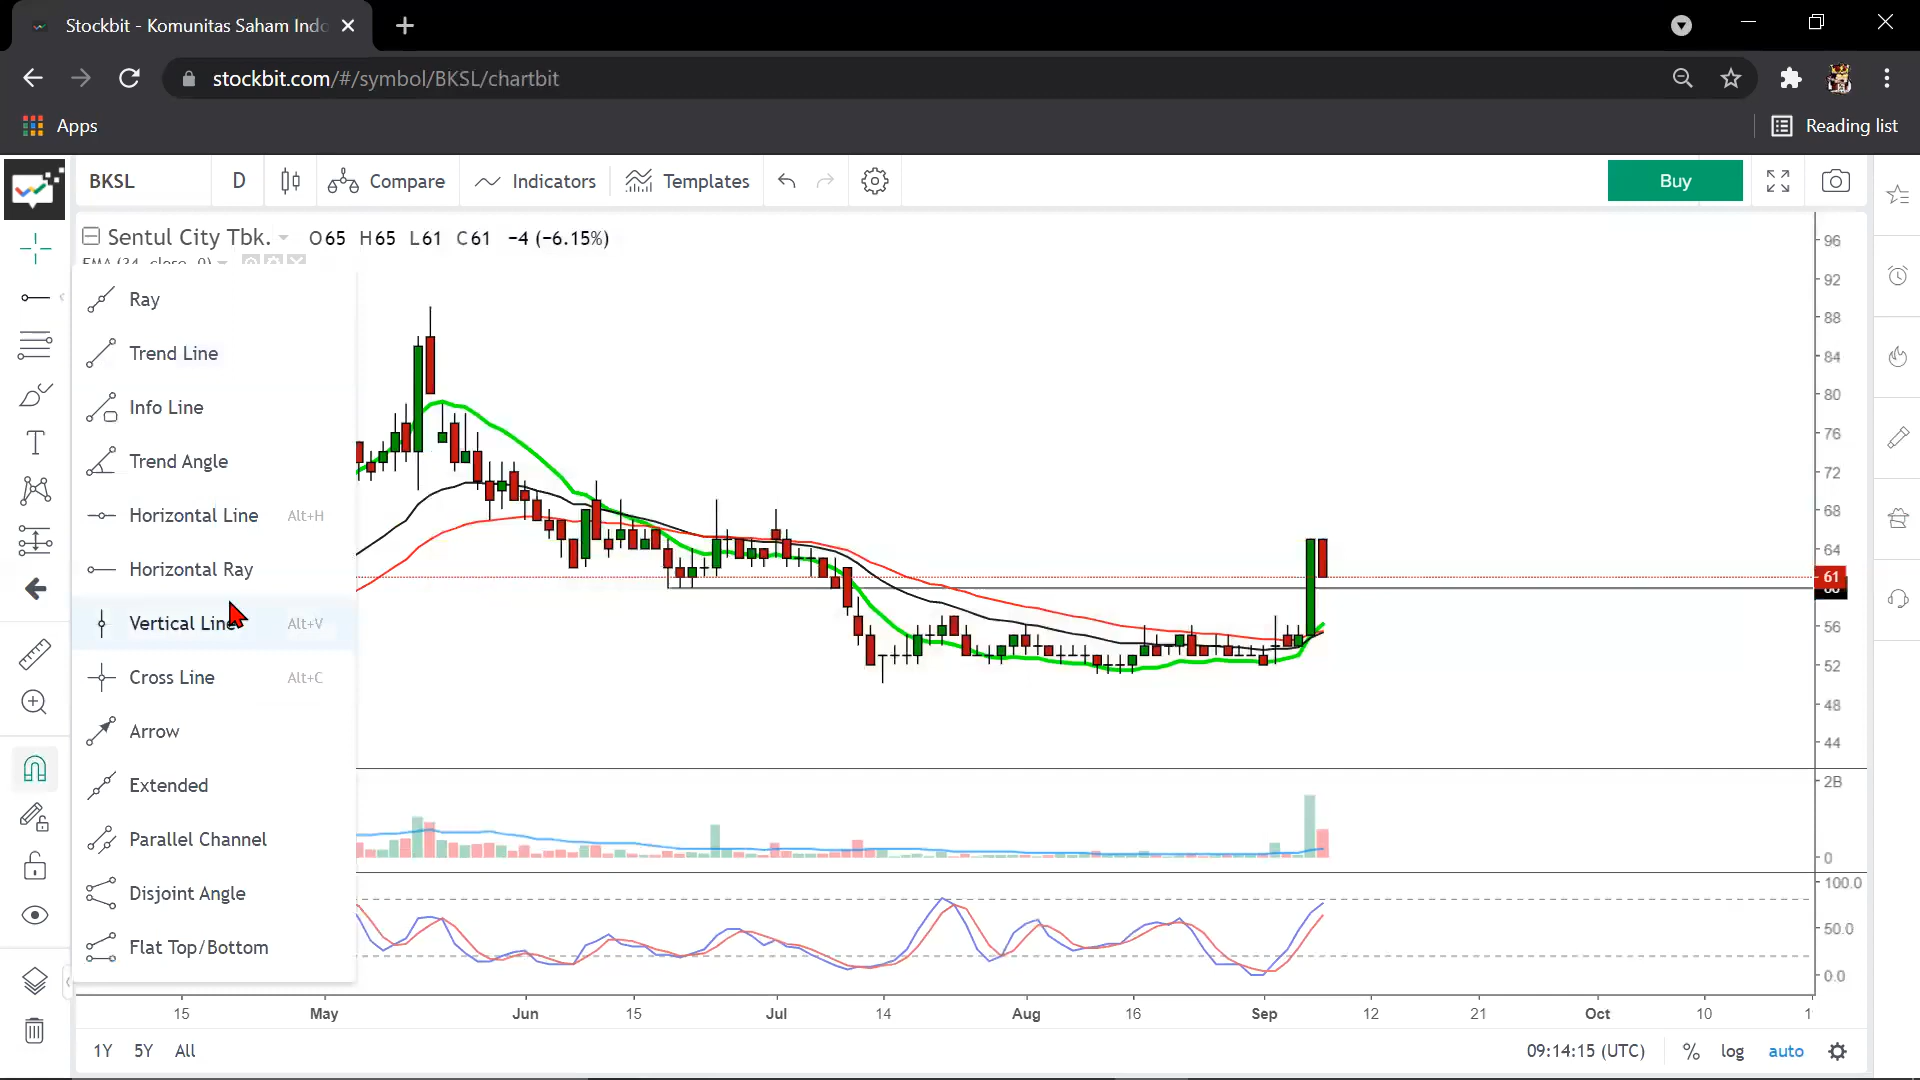 Stockbit - Komunitas Saham Indo
stockbit.com/#/symbol/BKSL/chartbit
Apps
Reading list
BKSL D Compare Indicators Templates Buy
Sentul City Tbk. O65 H65 L61 C61 −4 (−6.15%)
EMA (34, close, 0)
Ray
Trend Line
Info Line
Trend Angle
Horizontal Line Alt+H
Horizontal Ray
Vertical Line Alt+V
Cross Line Alt+C
Arrow
Extended
Parallel Channel
Disjoint Angle
Flat Top/Bottom
96
92
88
84
80
76
72
68
64
61
56
52
48
44
2B
0
100.0
50.0
0.0
15 May Jun 15 Jul 14 Aug 16 Sep 12 21 Oct 10 1
1Y 5Y All 09:14:15 (UTC) % log auto